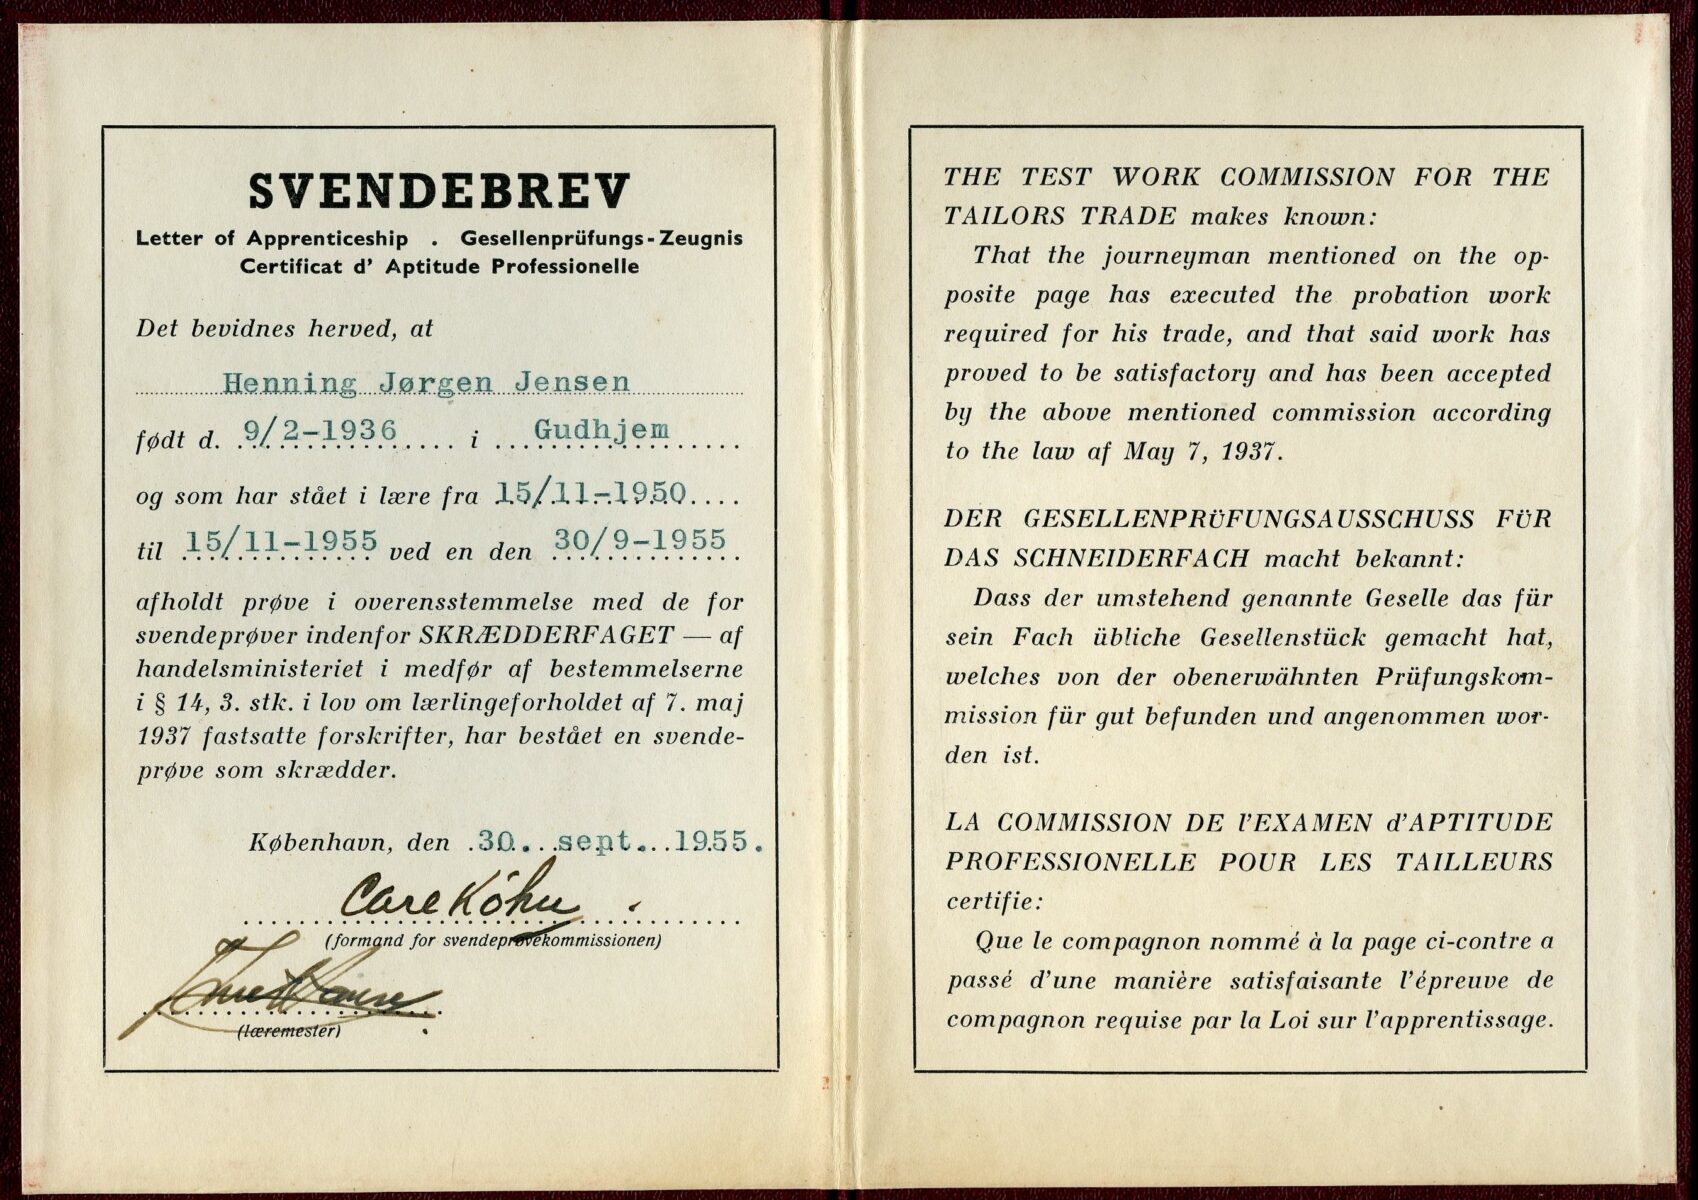 SVENDEBREV
Letter of Apprenticeship . Gesellenprüfungs-Zeugnis
Certificat d' Aptitude Professionelle
Det bevidnes herved, at
Henning Jørgen Jensen
født d. 9/2-1936 i Gudhjem
og som har stået i lære fra 15/11-1950
til 15/11-1955 ved en den 30/9-1955
afholdt prøve i overensstemmelse med de for
svendeprøver indenfor SKRÆDDERFAGET — af
handelsministeriet i medfør af bestemmelserne
i § 14, 3. stk. i lov om lærlingeforholdet af 7. maj
1937 fastsatte forskrifter, har bestået en svende-
prøve som skrædder.
København, den 30. sept. 1955.
Carl Köhn
(formand for svendeprøvekommissionen)
(læremester)
THE TEST WORK COMMISSION FOR THE
TAILORS TRADE makes known:
That the journeyman mentioned on the op-
posite page has executed the probation work
required for his trade, and that said work has
proved to be satisfactory and has been accepted
by the above mentioned commission according
to the law af May 7, 1937.
DER GESELLENPRÜFUNGSAUSSCHUSS FÜR
DAS SCHNEIDERFACH macht bekannt:
Dass der umstehend genannte Geselle das für
sein Fach übliche Gesellenstück gemacht hat,
welches von der obenerwähnten Prüfungskom-
mission für gut befunden und angenommen wor-
den ist.
LA COMMISSION DE l'EXAMEN d'APTITUDE
PROFESSIONELLE POUR LES TAILLEURS
certifie:
Que le compagnon nommé à la page ci-contre a
passé d'une manière satisfaisante l'épreuve de
compagnon requise par la Loi sur l'apprentissage.